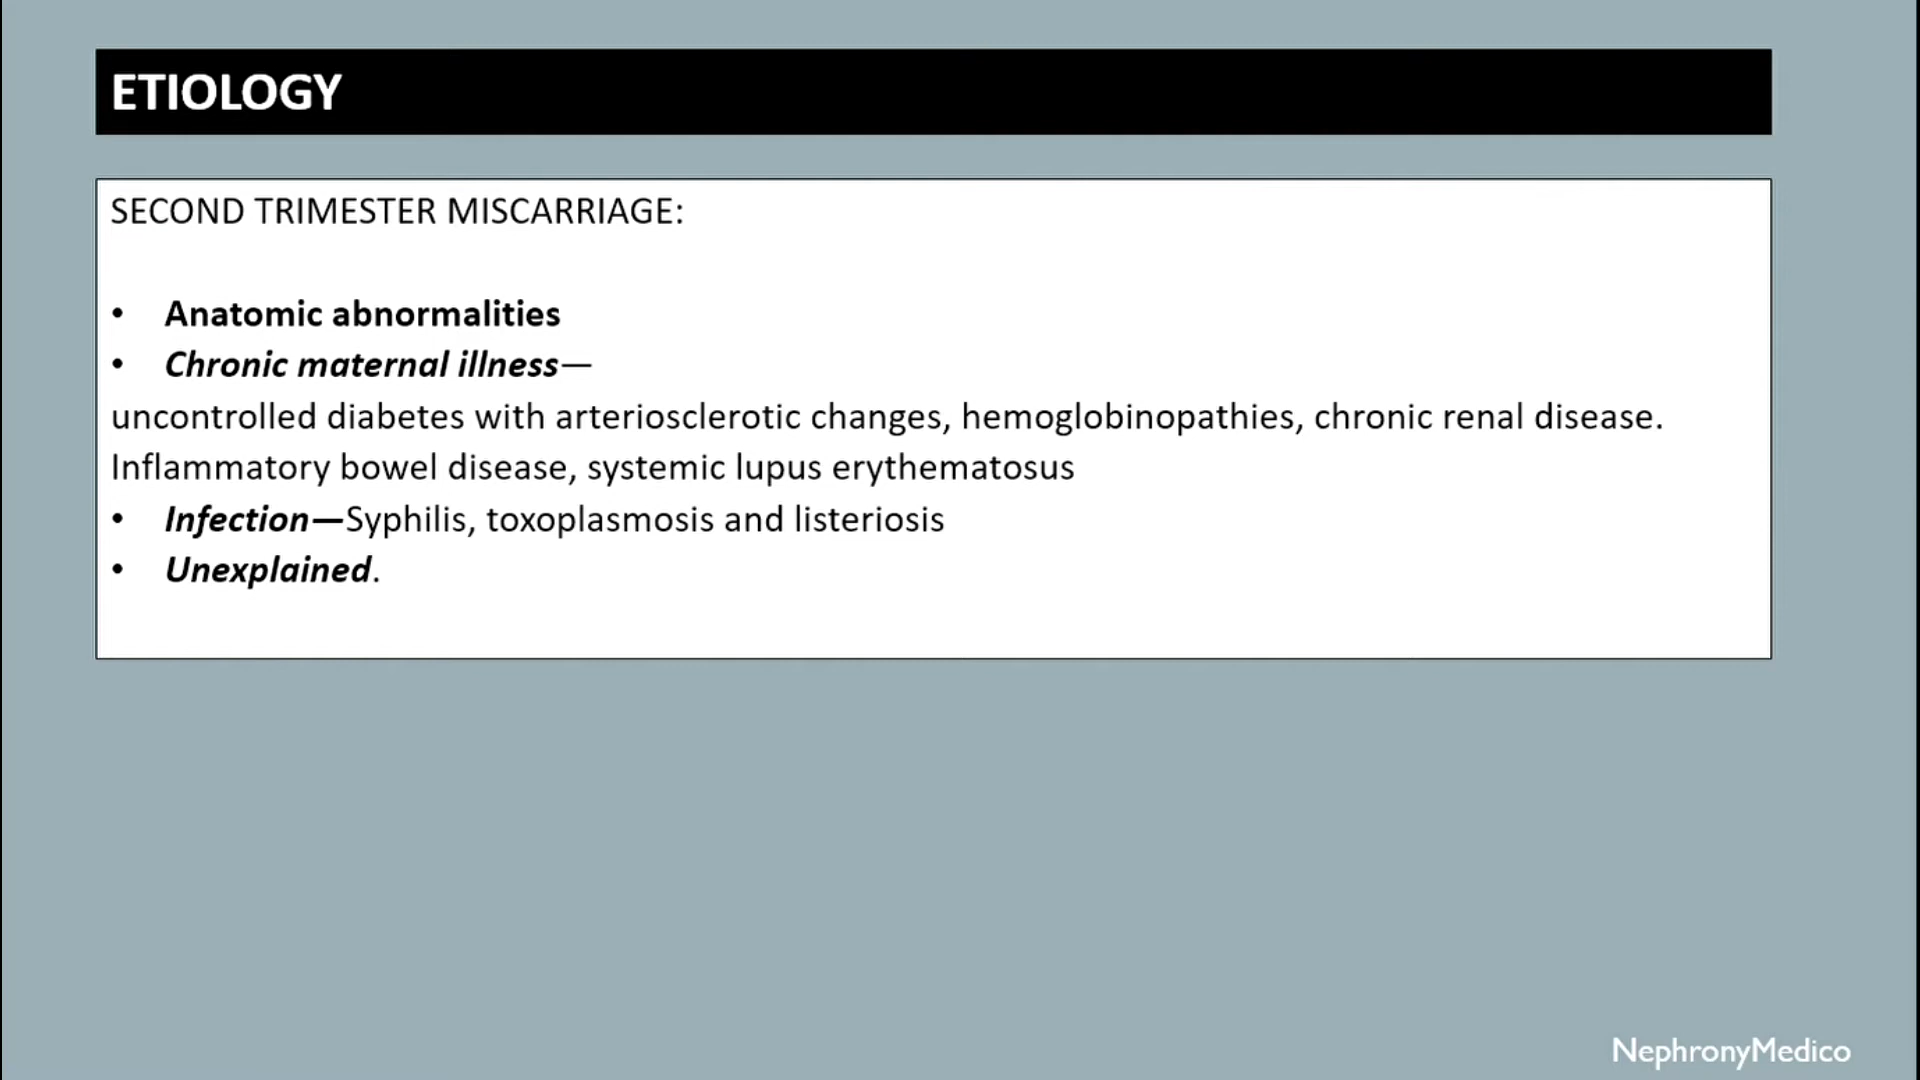 ETIOLOGY
SECOND TRIMESTER MISCARRIAGE:
• Anatomic abnormalities
• Chronic maternal illness—
uncontrolled diabetes with arteriosclerotic changes, hemoglobinopathies, chronic renal disease.
Inflammatory bowel disease, systemic lupus erythematosus
• Infection—Syphilis, toxoplasmosis and listeriosis
• Unexplained.
NephronyMedico